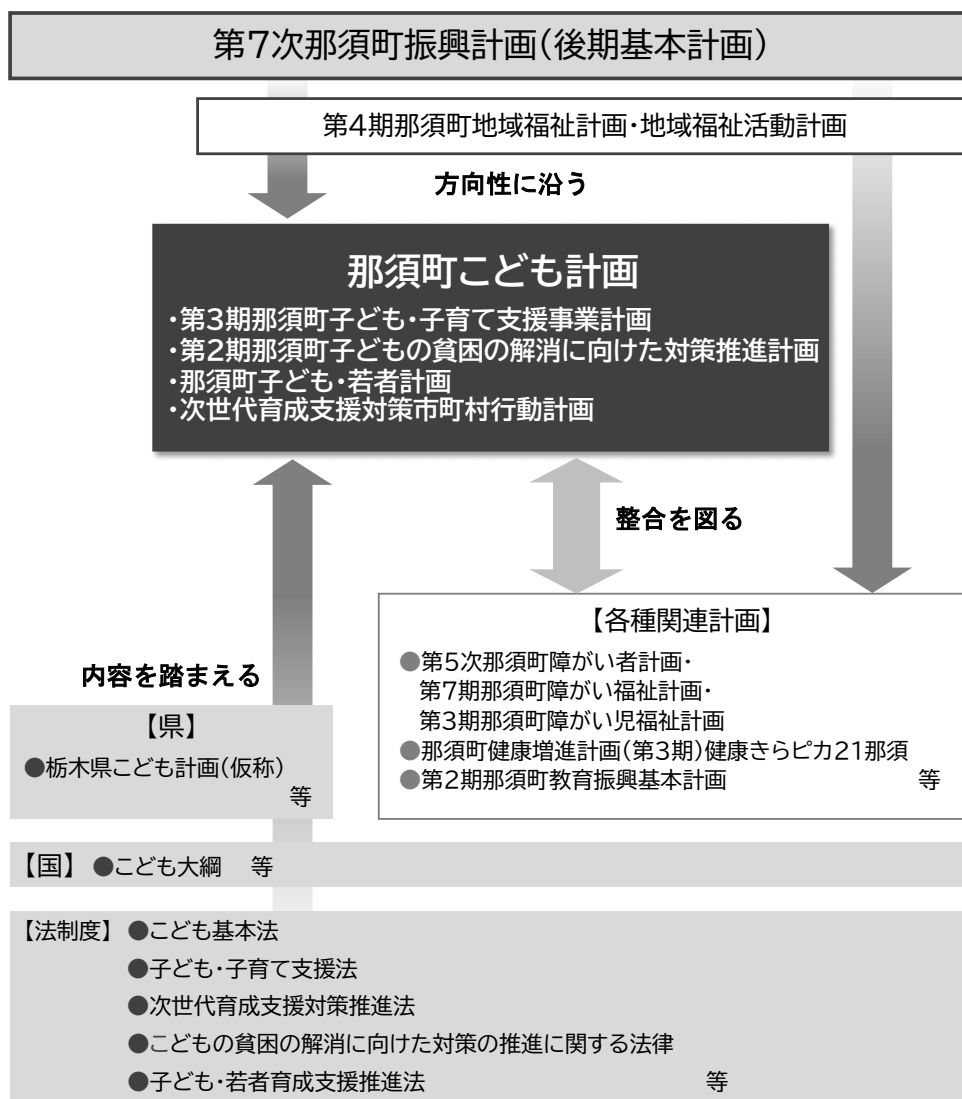 第7次那須町振興計画(後期基本計画)
第4期那須町地域福祉計画・地域福祉活動計画
方向性に沿う
那須町こども計画
・第3期那須町子ども・子育て支援事業計画
・第2期那須町子どもの貧困の解消に向けた対策推進計画
・那須町子ども・若者計画
・次世代育成支援対策市町村行動計画
整合を図る
【各種関連計画】
●第5次那須町障がい者計画・
第7期那須町障がい福祉計画・
第3期那須町障がい児福祉計画
●那須町健康増進計画(第3期)健康きらピカ21那須
●第2期那須町教育振興基本計画 等
内容を踏まえる
【県】
●栃木県こども計画(仮称)
等
【国】 ●こども大綱 等
【法制度】 ●こども基本法
●子ども・子育て支援法
●次世代育成支援対策推進法
●こどもの貧困の解消に向けた対策の推進に関する法律
●子ども・若者育成支援推進法 等